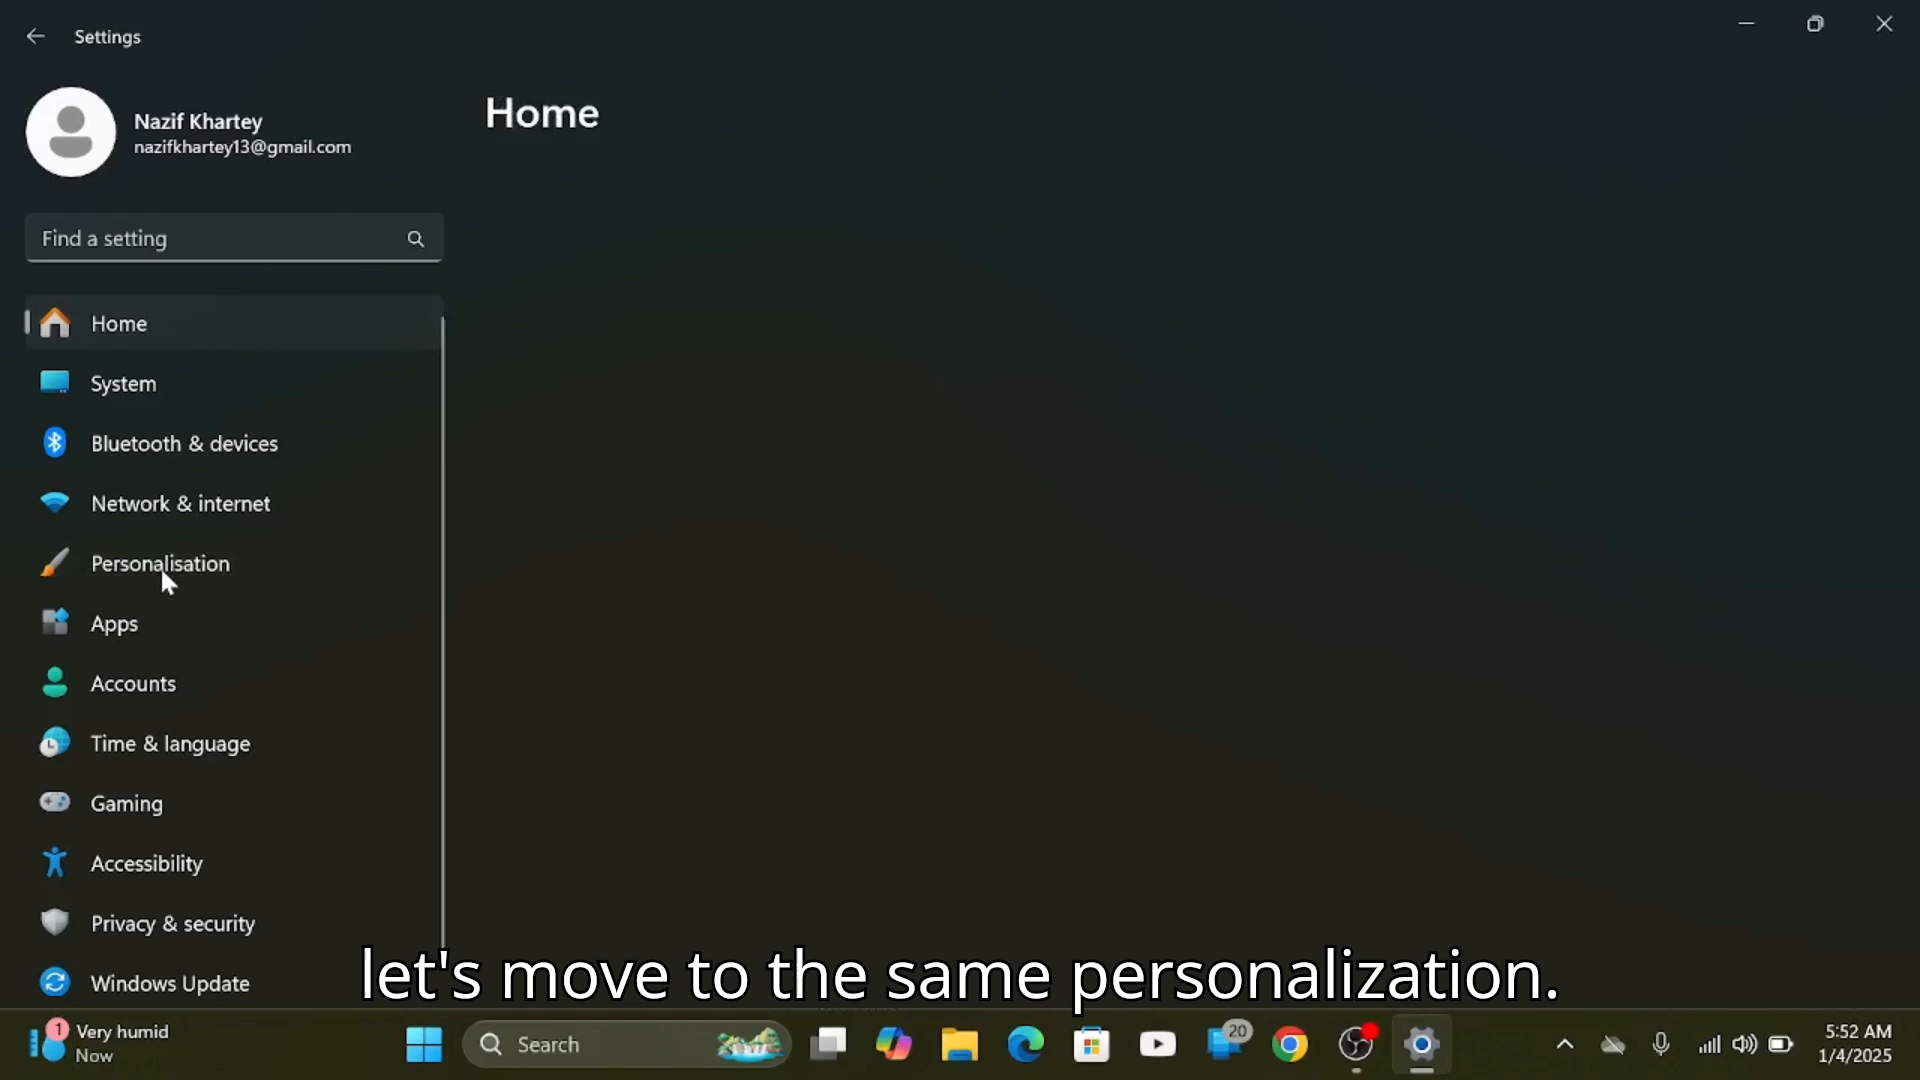 Settings
Nazif Khartey
nazifkhartey13@gmail.com
Find a setting
Home
System
Bluetooth & devices
Network & internet
Personalisation
Apps
Accounts
Time & language
Gaming
Accessibility
Privacy & security
Windows Update
Home
let's move to the same personalization.
1
Very humid
Now
Search
20
5:52 AM
1/4/2025